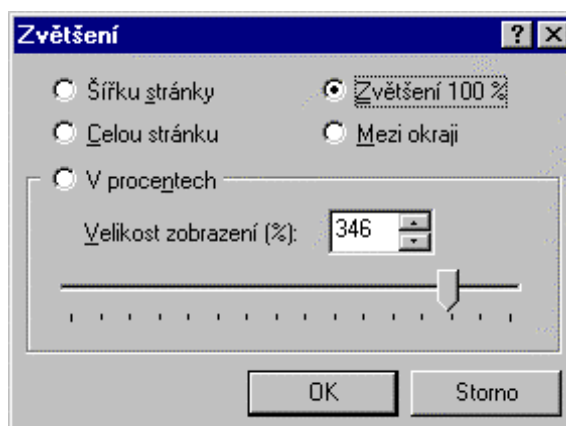 Zvětšení
Šířku stránky
Zvětšení 100 %
Celou stránku
Mezi okraji
V procentech
Velikost zobrazení (%): 346
OK
Storno